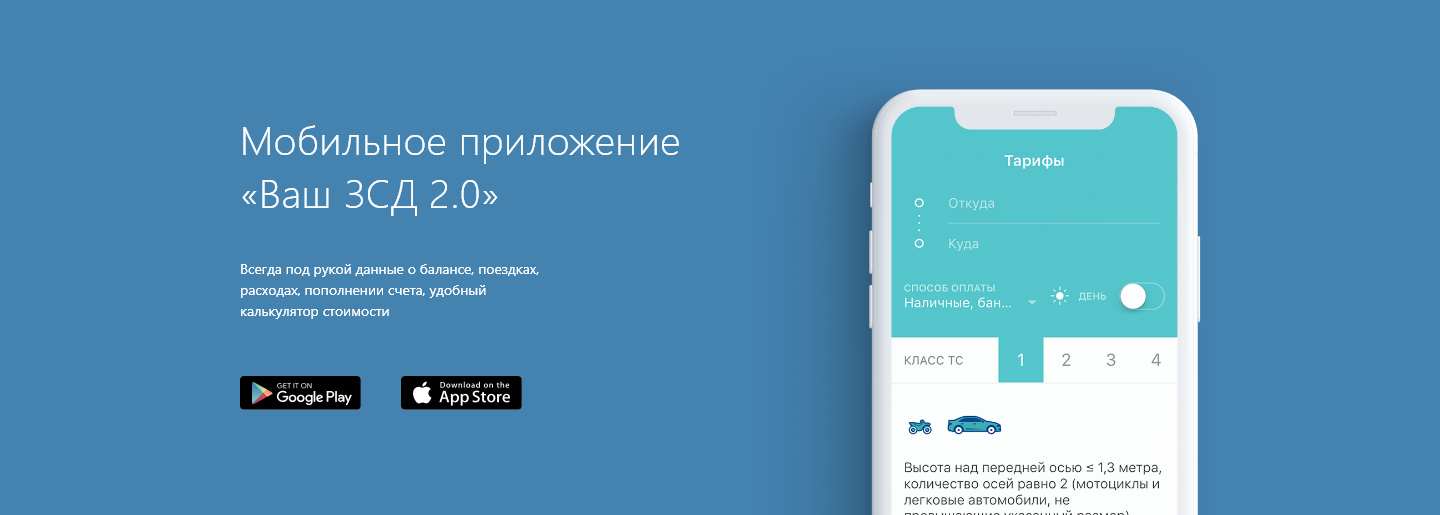 Мобильное приложение
«Ваш ЗСД 2.0»
Всегда под рукой данные о балансе, поездках,
расходах, пополнении счета, удобный
калькулятор стоимости
GET IT ON
Google Play
Download on the
App Store
Тарифы
Откуда
Куда
СПОСОБ ОПЛАТЫ
Наличные, бан...
ДЕНЬ
КЛАСС ТС 1 2 3 4
Высота над передней осью ≤ 1,3 метра,
количество осей равно 2 (мотоциклы и
легковые автомобили, не
превышающие указанный размер)